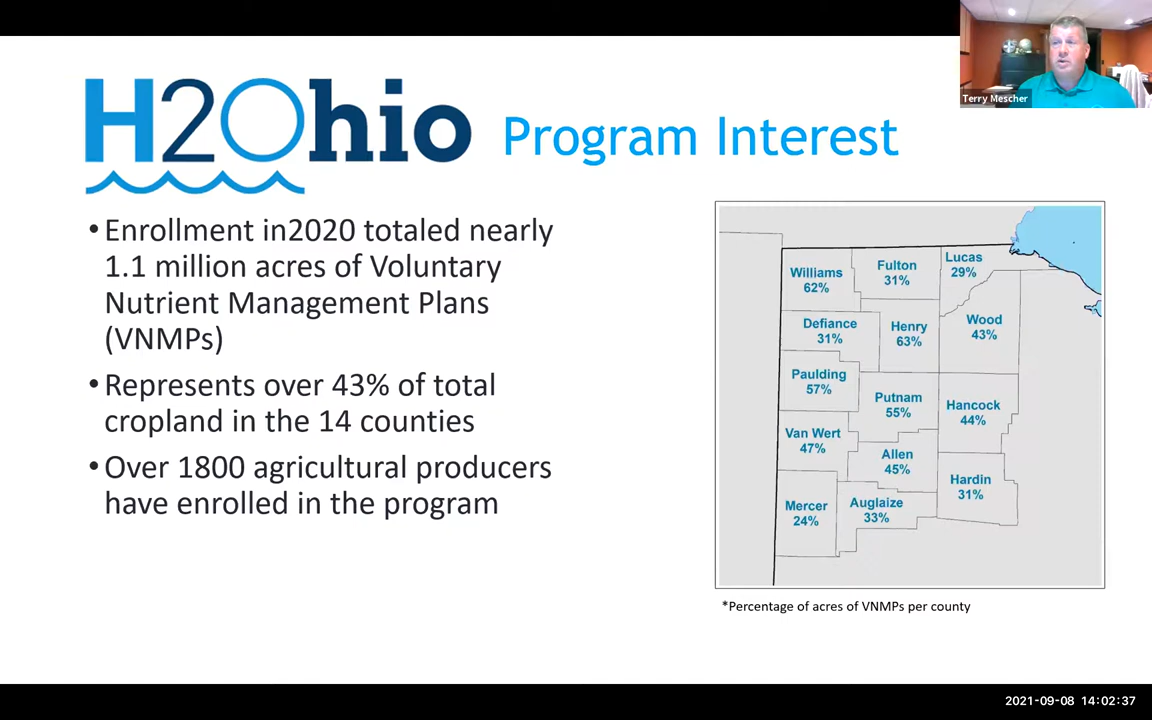 H2Ohio Program Interest
Terry Mescher
•Enrollment in2020 totaled nearly
1.1 million acres of Voluntary
Nutrient Management Plans
(VNMPs)
•Represents over 43% of total
cropland in the 14 counties
•Over 1800 agricultural producers
have enrolled in the program
Williams
62%
Fulton
31%
Lucas
29%
Defiance
31%
Henry
63%
Wood
43%
Paulding
57%
Putnam
55%
Hancock
44%
Van Wert
47%
Allen
45%
Hardin
31%
Mercer
24%
Auglaize
33%
*Percentage of acres of VNMPs per county
2021-09-08 14:02:37